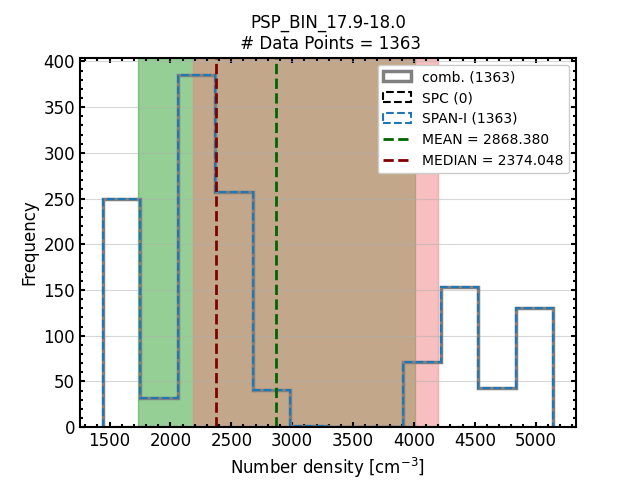 PSP_BIN_17.9-18.0
# Data Points = 1363
comb. (1363)
SPC (0)
SPAN-I (1363)
MEAN = 2868.380
MEDIAN = 2374.048
Frequency
400
350
300
250
200
150
100
50
0
1500 2000 2500 3000 3500 4000 4500 5000
Number density [cm⁻³]